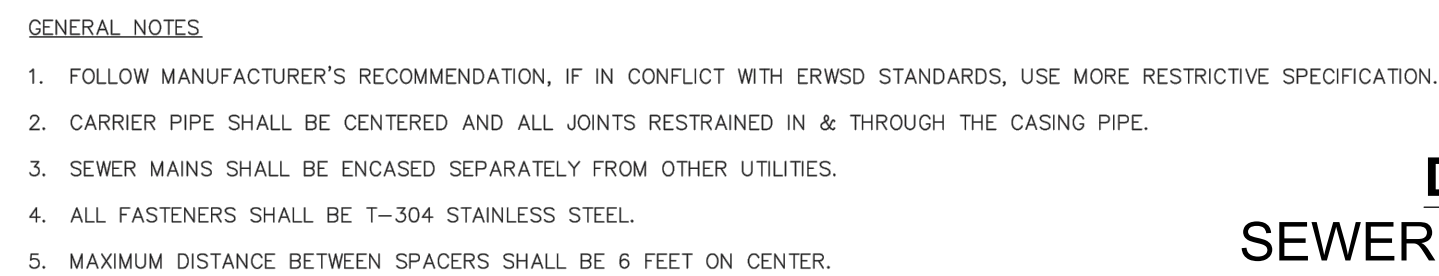 GENERAL NOTES
1. FOLLOW MANUFACTURER'S RECOMMENDATION, IF IN CONFLICT WITH ERWSD STANDARDS, USE MORE RESTRICTIVE SPECIFICATION.
2. CARRIER PIPE SHALL BE CENTERED AND ALL JOINTS RESTRAINED IN & THROUGH THE CASING PIPE.
3. SEWER MAINS SHALL BE ENCASED SEPARATELY FROM OTHER UTILITIES.
4. ALL FASTENERS SHALL BE T-304 STAINLESS STEEL.
5. MAXIMUM DISTANCE BETWEEN SPACERS SHALL BE 6 FEET ON CENTER.
SEWER